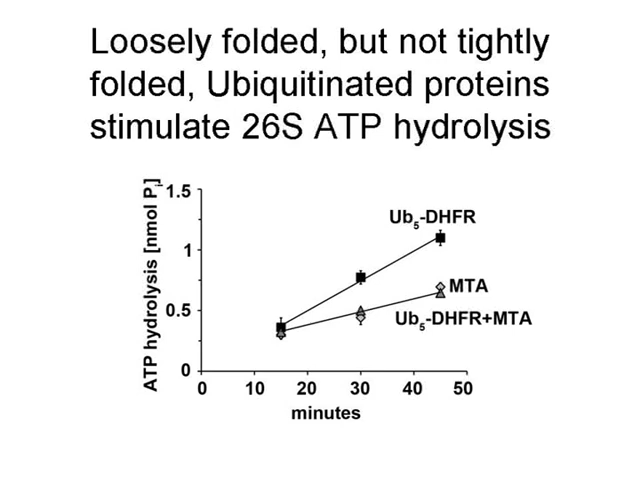 Loosely folded, but not tightly
folded, Ubiquitinated proteins
stimulate 26S ATP hydrolysis
ATP hydrolysis [nmol Pi]
1.5
1
0.5
0
0 10 20 30 40 50
minutes
Ub5-DHFR
MTA
Ub5-DHFR+MTA